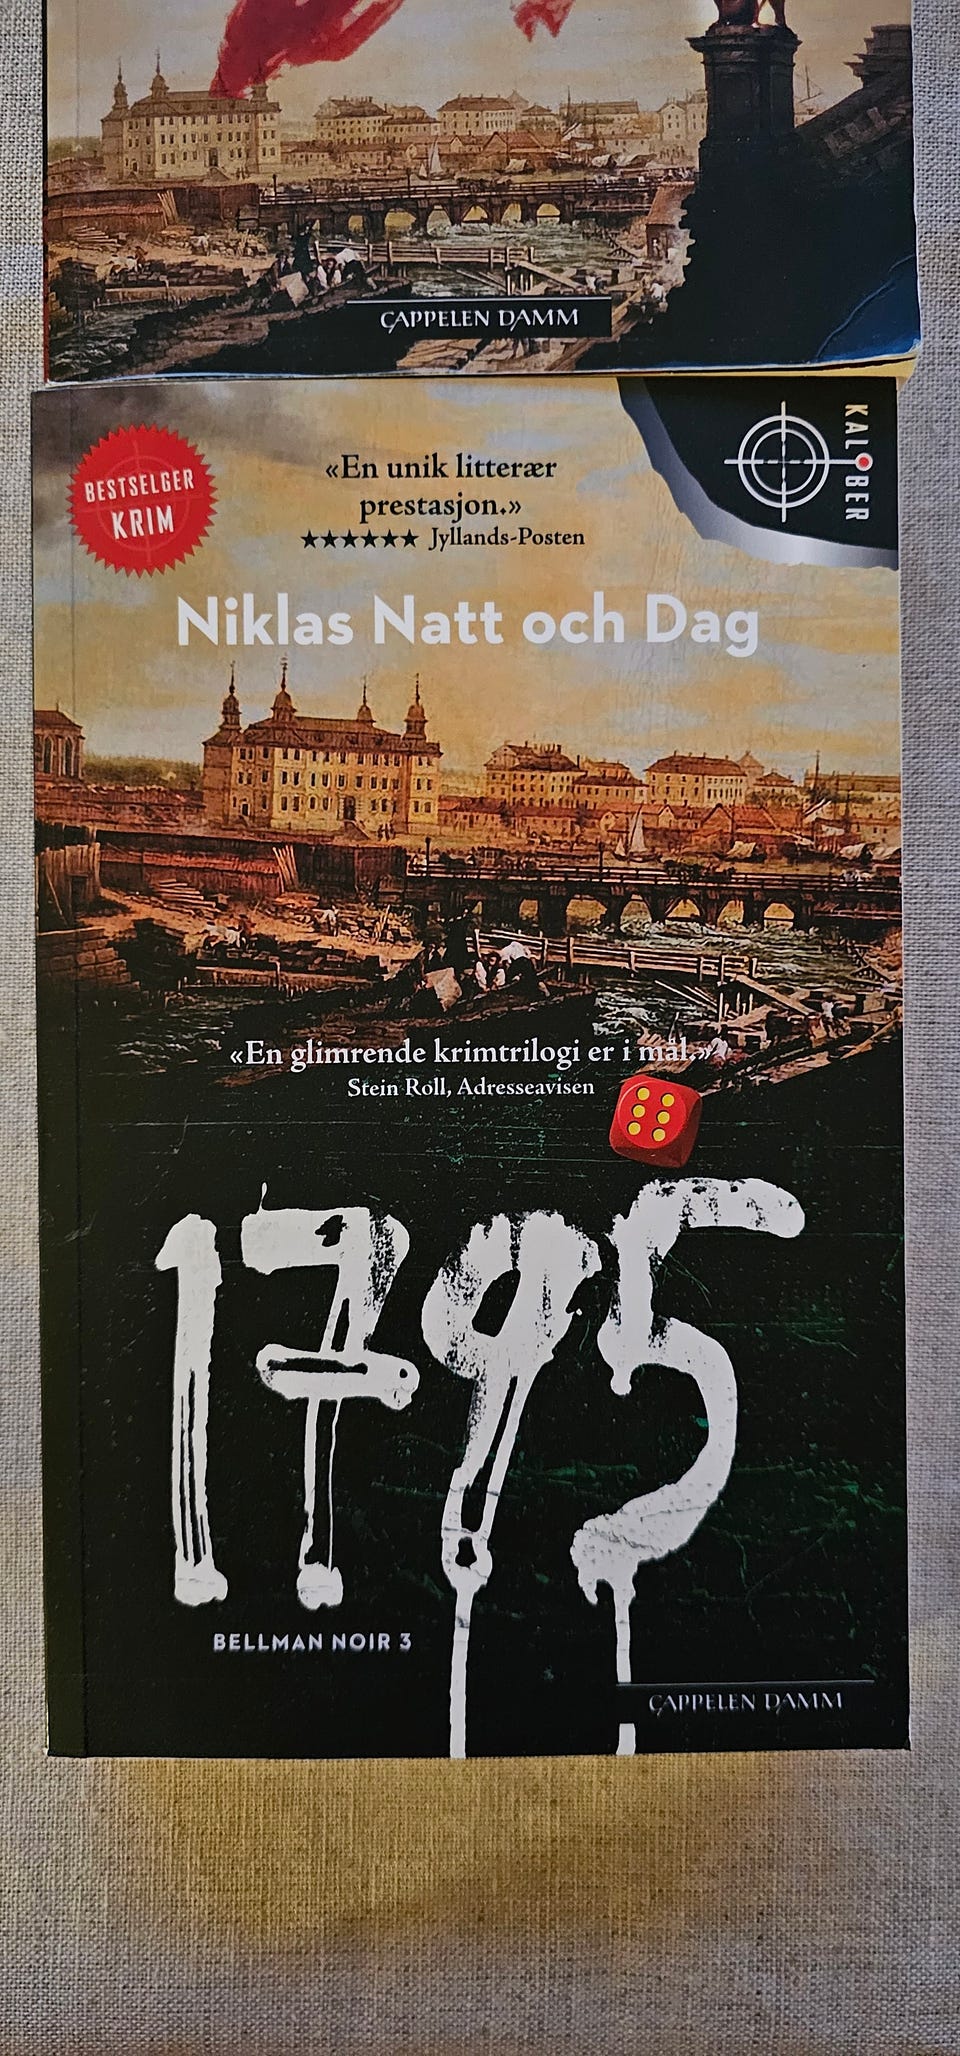 CAPPELEN DAMM
BESTSELGER
KRIM
«En unik litterær
prestasjon.»
★★★★★★ Jyllands-Posten
KALIBER
Niklas Natt och Dag
«En glimrende krimtrilogi er i mål.»
Stein Roll, Adresseavisen
1795
BELLMAN NOIR 3
CAPPELEN DAMM